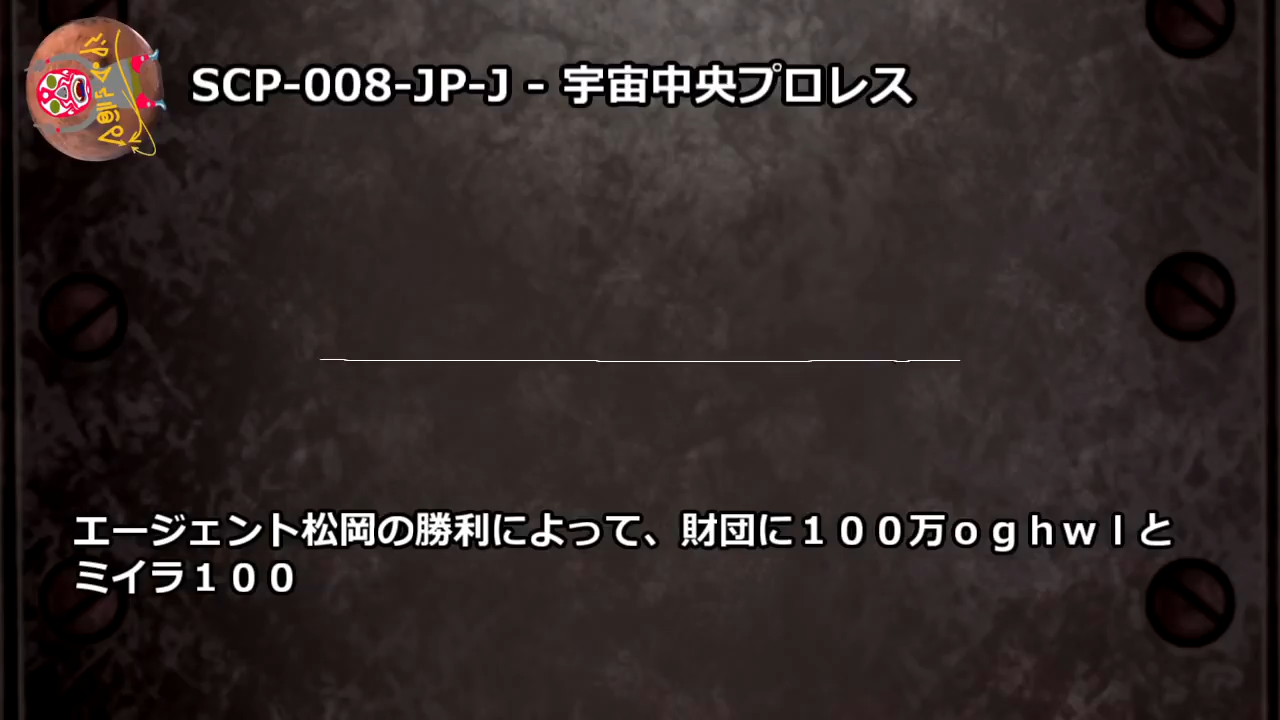 SCP-008-JP-J - 宇宙中央プロレス
エージェント松岡の勝利によって、財団に１００万ｏｇｈｗｌと
ミイラ１００